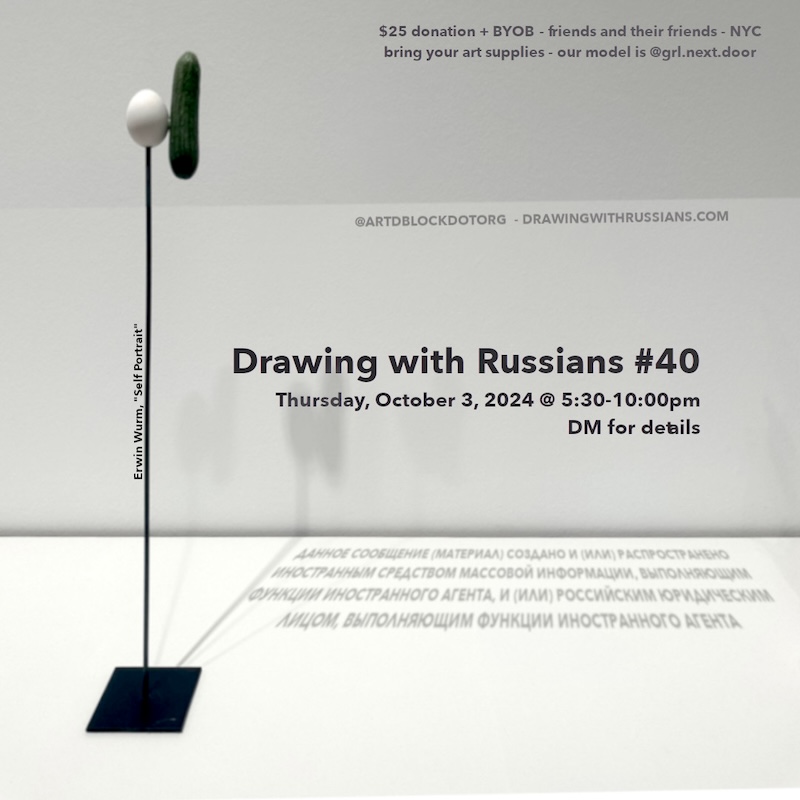 $25 donation + BYOB - friends and their friends - NYC
bring your art supplies - our model is @grl.next.door
@ARTDBLOCKDOTORG - DRAWINGWITHRUSSIANS.COM
Erwin Wurm, "Self Portrait"
Drawing with Russians #40
Thursday, October 3, 2024 @ 5:30-10:00pm
DM for details
ДАННОЕ СООБЩЕНИЕ (МАТЕРИАЛ) СОЗДАНО И (ИЛИ) РАСПРОСТРАНЕНО
ИНОСТРАННЫМ СРЕДСТВОМ МАССОВОЙ ИНФОРМАЦИИ, ВЫПОЛНЯЮЩИМ
ФУНКЦИИ ИНОСТРАННОГО АГЕНТА, И (ИЛИ) РОССИЙСКИМ ЮРИДИЧЕСКИМ
ЛИЦОМ, ВЫПОЛНЯЮЩИМ ФУНКЦИИ ИНОСТРАННОГО АГЕНТА